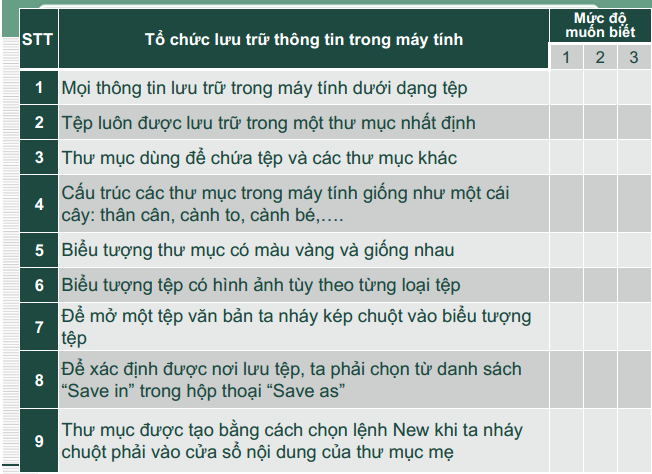 STT
Tổ chức lưu trữ thông tin trong máy tính
Mức độ
muốn biết
1 2 3
1 Mọi thông tin lưu trữ trong máy tính dưới dạng tệp
2 Tệp luôn được lưu trữ trong một thư mục nhất định
3 Thư mục dùng để chứa tệp và các thư mục khác
4 Cấu trúc các thư mục trong máy tính giống như một cái
cây: thân cân, cành to, cành bé,....
5 Biểu tượng thư mục có màu vàng và giống nhau
6 Biểu tượng tệp có hình ảnh tùy theo từng loại tệp
7 Để mở một tệp văn bản ta nháy kép chuột vào biểu tượng
tệp
8 Để xác định được nơi lưu tệp, ta phải chọn từ danh sách
“Save in” trong hộp thoại “Save as”
9 Thư mục được tạo bằng cách chọn lệnh New khi ta nháy
chuột phải vào cửa sổ nội dung của thư mục mẹ